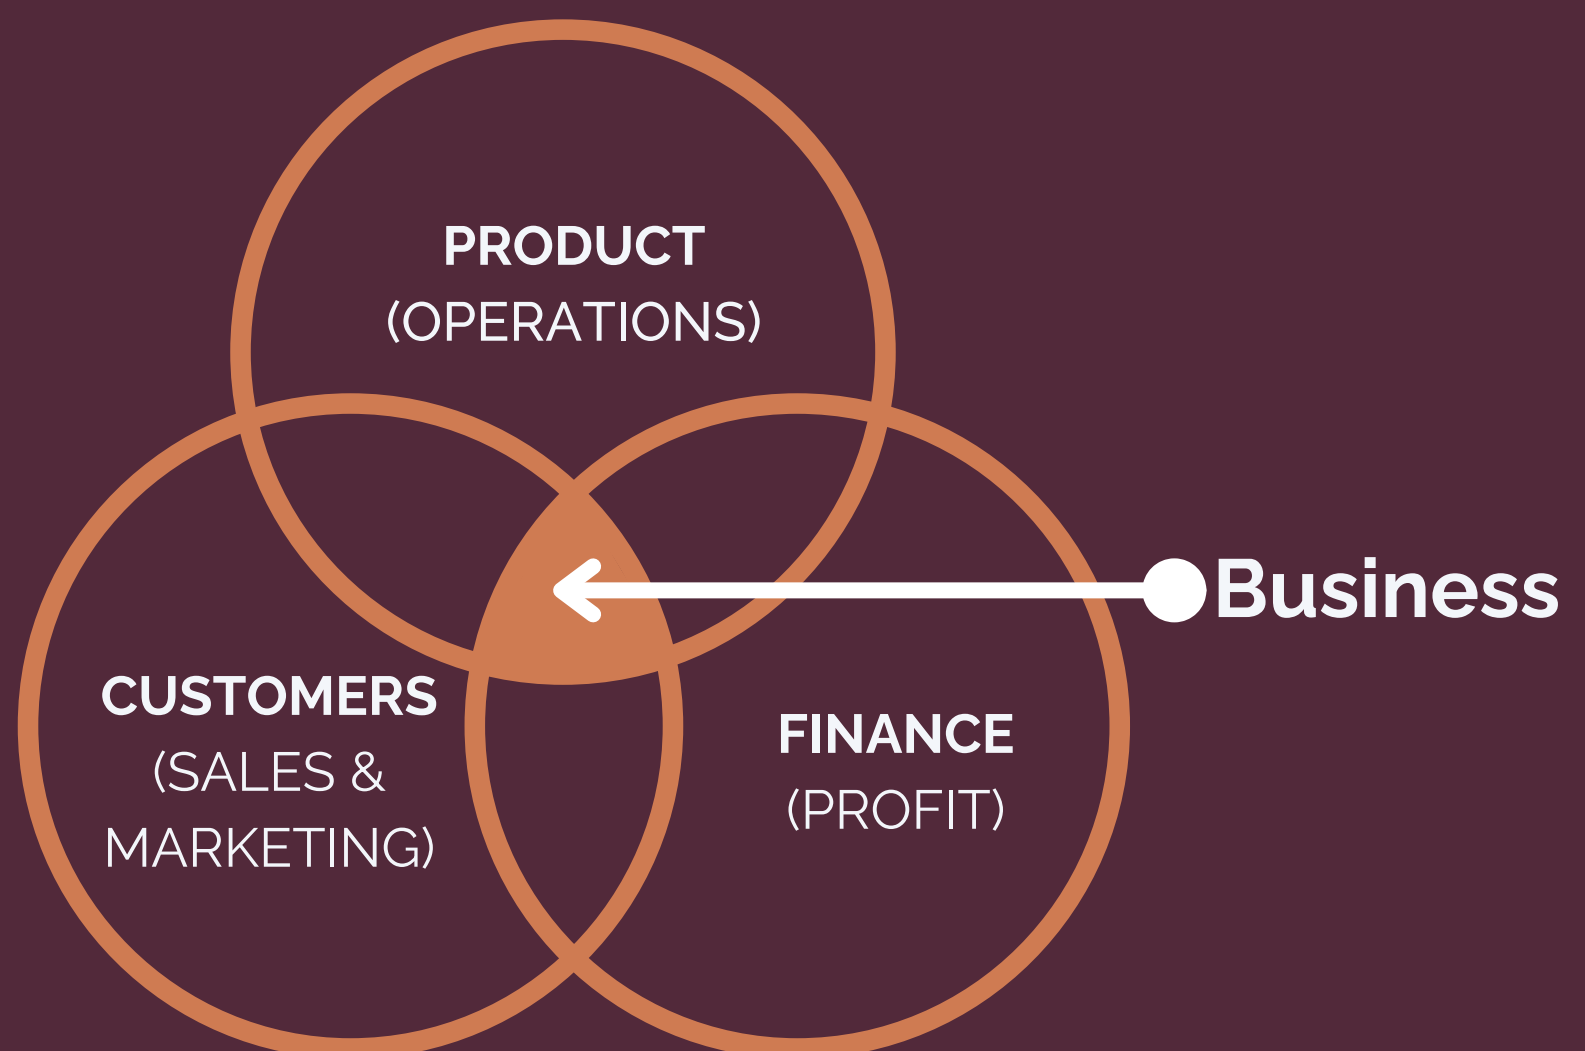 PRODUCT
(OPERATIONS)
Business
CUSTOMERS
(SALES &
MARKETING)
FINANCE
(PROFIT)